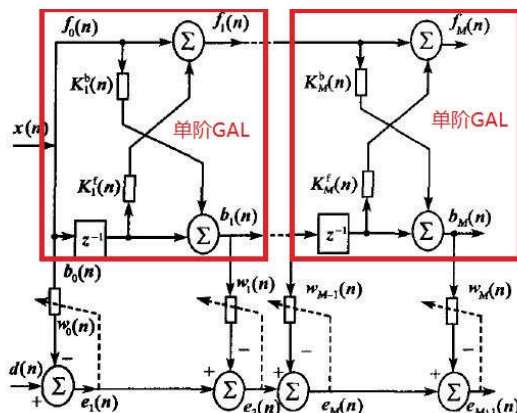 f₀(n) f₁(n) f_M(n)
Σ Σ
K₁ᵇ(n) K_Mᵇ(n)
x(n) 单阶GAL 单阶GAL
K₁ᶠ(n) K_Mᶠ(n)
z⁻¹ Σ b₁(n) z⁻¹ Σ b_M(n)
b₀(n) w₁(n) w_{M-1}(n) w_M(n)
w₀(n)
d(n) − − − −
+ Σ e₁(n) + Σ e₂(n) + Σ e_M(n) + Σ e_{M+1}(n)